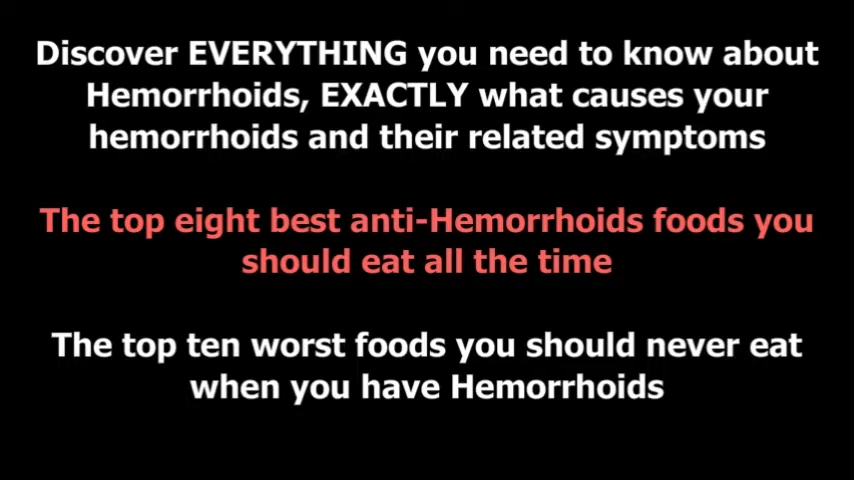 Discover EVERYTHING you need to know about
Hemorrhoids, EXACTLY what causes your
hemorrhoids and their related symptoms
The top eight best anti-Hemorrhoids foods you
should eat all the time
The top ten worst foods you should never eat
when you have Hemorrhoids